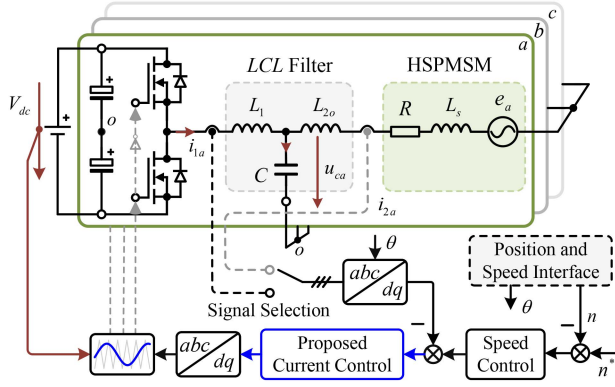 c
b
a
LCL Filter
HSPMSM
V_dc
+
+
+
o
L_1
L_2o
R
L_s
e_a
i_1a
C
u_ca
i_2a
o
θ
abc
dq
Signal Selection
Position and
Speed Interface
θ
n
−
−
abc
dq
Proposed
Current Control
Speed
Control
n*